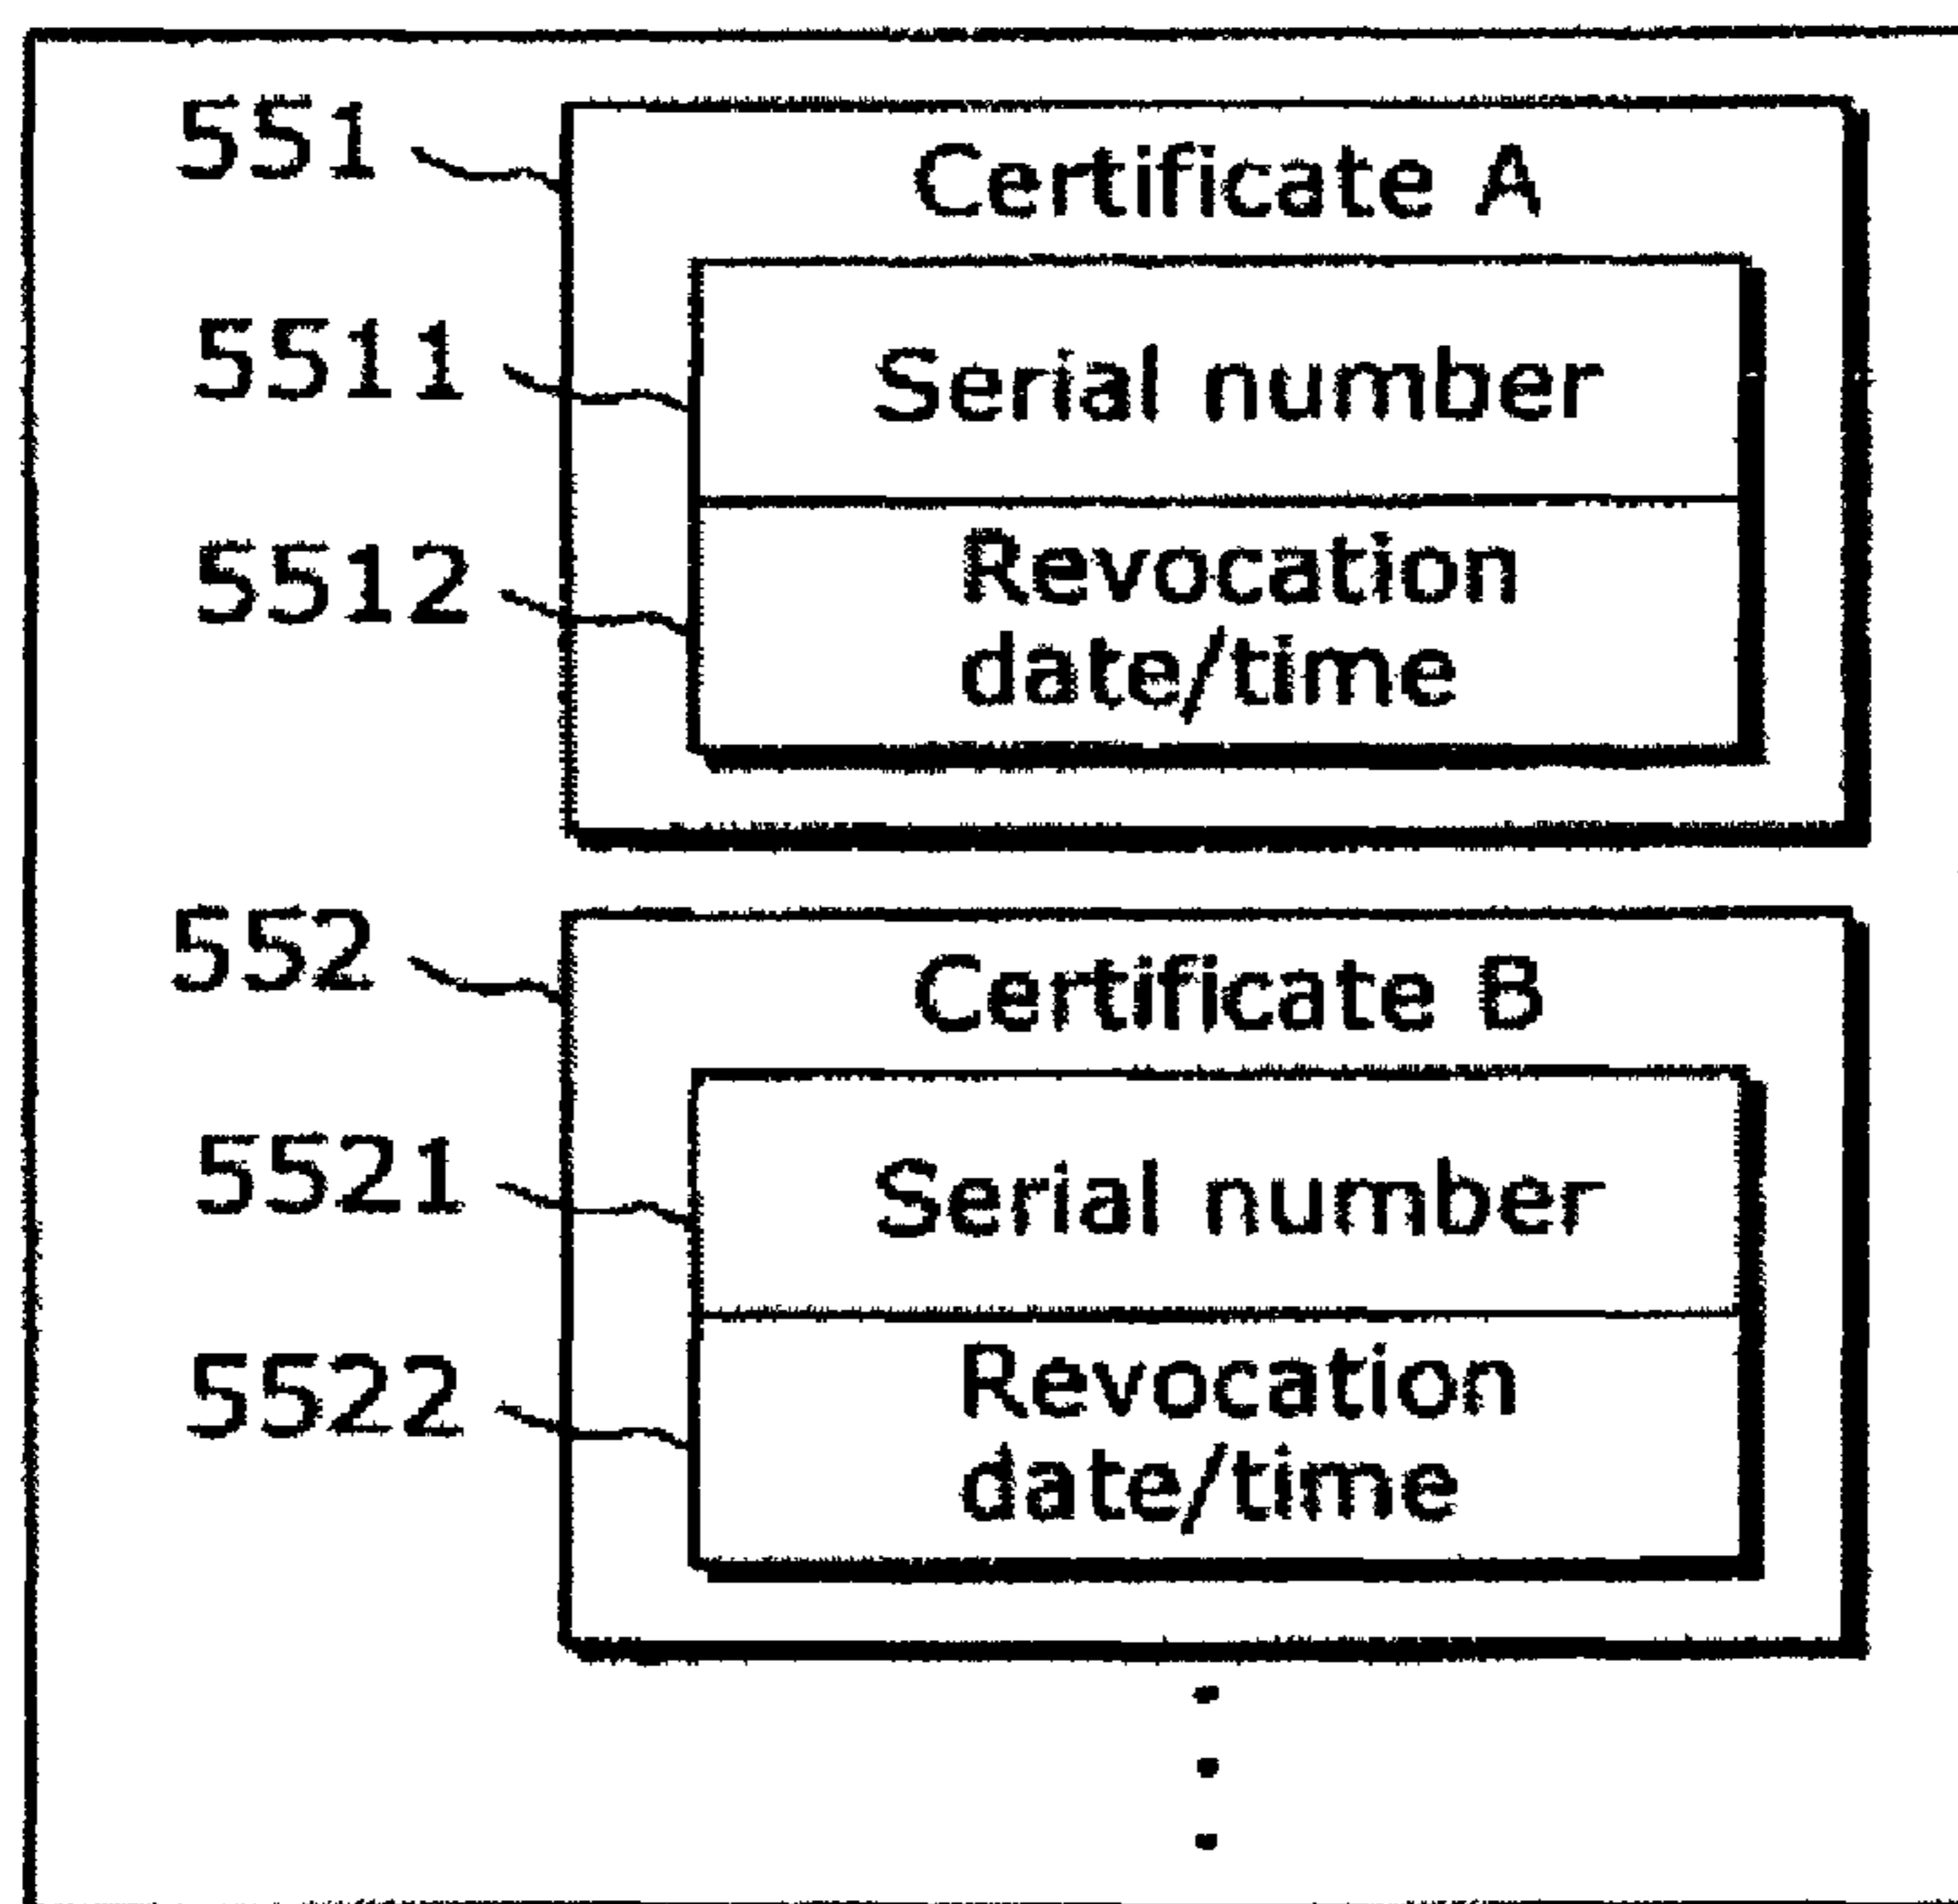 551
Certificate A
5511
Serial number
5512
Revocation
date/time
552
Certificate B
5521
Serial number
5522
Revocation
date/time